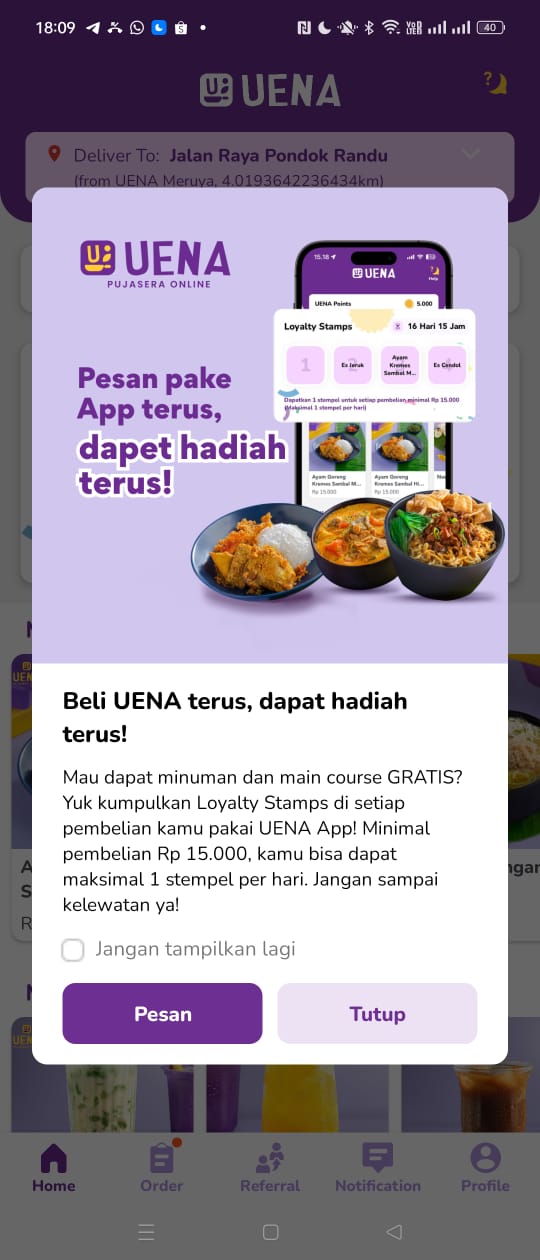 18:09
VoD LTE
40
UENA
?
Deliver To: Jalan Raya Pondok Randu
(from UENA Meruya, 4.0193642236434km)
UENA
PUJASERA ONLINE
Pesan pake
App terus,
dapet hadiah
terus!
15.18
UENA
Help
UENA Points 5.000
Loyalty Stamps 16 Hari 15 Jam
1
Es Jeruk
Ayam Kremes Sambal M...
Es Cendol
Dapatkan 1 stempel untuk setiap pembelian minimal Rp 15.000
(Maksimal 1 stempel per hari)
Ayam Goreng
Kremes Sambal M...
Rp 15.000
Ayam Goreng
Kremes Sambal Hi...
Rp 15.000
Beli UENA terus, dapat hadiah
terus!
Mau dapat minuman dan main course GRATIS?
Yuk kumpulkan Loyalty Stamps di setiap
pembelian kamu pakai UENA App! Minimal
pembelian Rp 15.000, kamu bisa dapat
maksimal 1 stempel per hari. Jangan sampai
kelewatan ya!
Jangan tampilkan lagi
Pesan Tutup
Home Order Referral Notification Profile